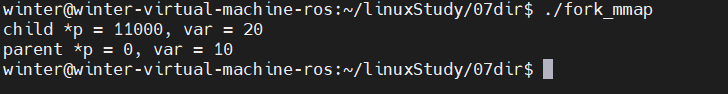 winter@winter-virtual-machine-ros:~/linuxStudy/07dir$ ./fork_mmap
child *p = 11000, var = 20
parent *p = 0, var = 10
winter@winter-virtual-machine-ros:~/linuxStudy/07dir$